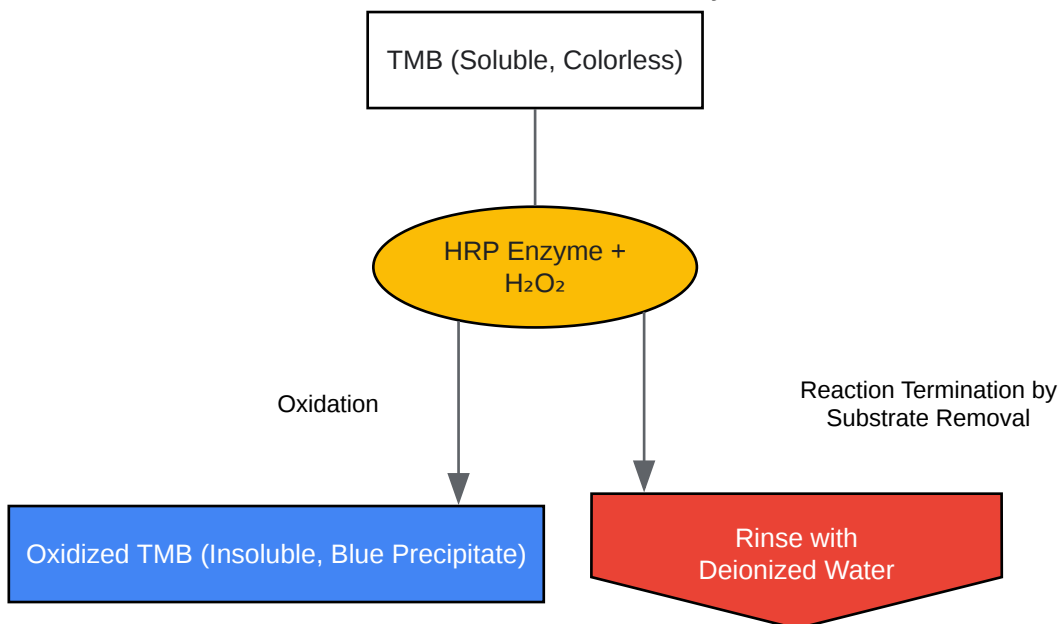 TMB (Soluble, Colorless)
HRP Enzyme +
H₂O₂
Oxidation
Reaction Termination by
Substrate Removal
Oxidized TMB (Insoluble, Blue Precipitate)
Rinse with
Deionized Water